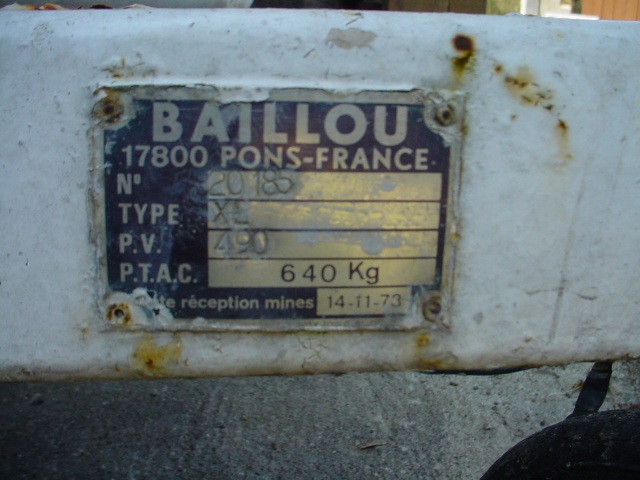 BAILLOU
17800 PONS-FRANCE
N° 20185
TYPE XL
P.V. 490
P.T.A.C. 640 Kg
réception mines 14-11-73